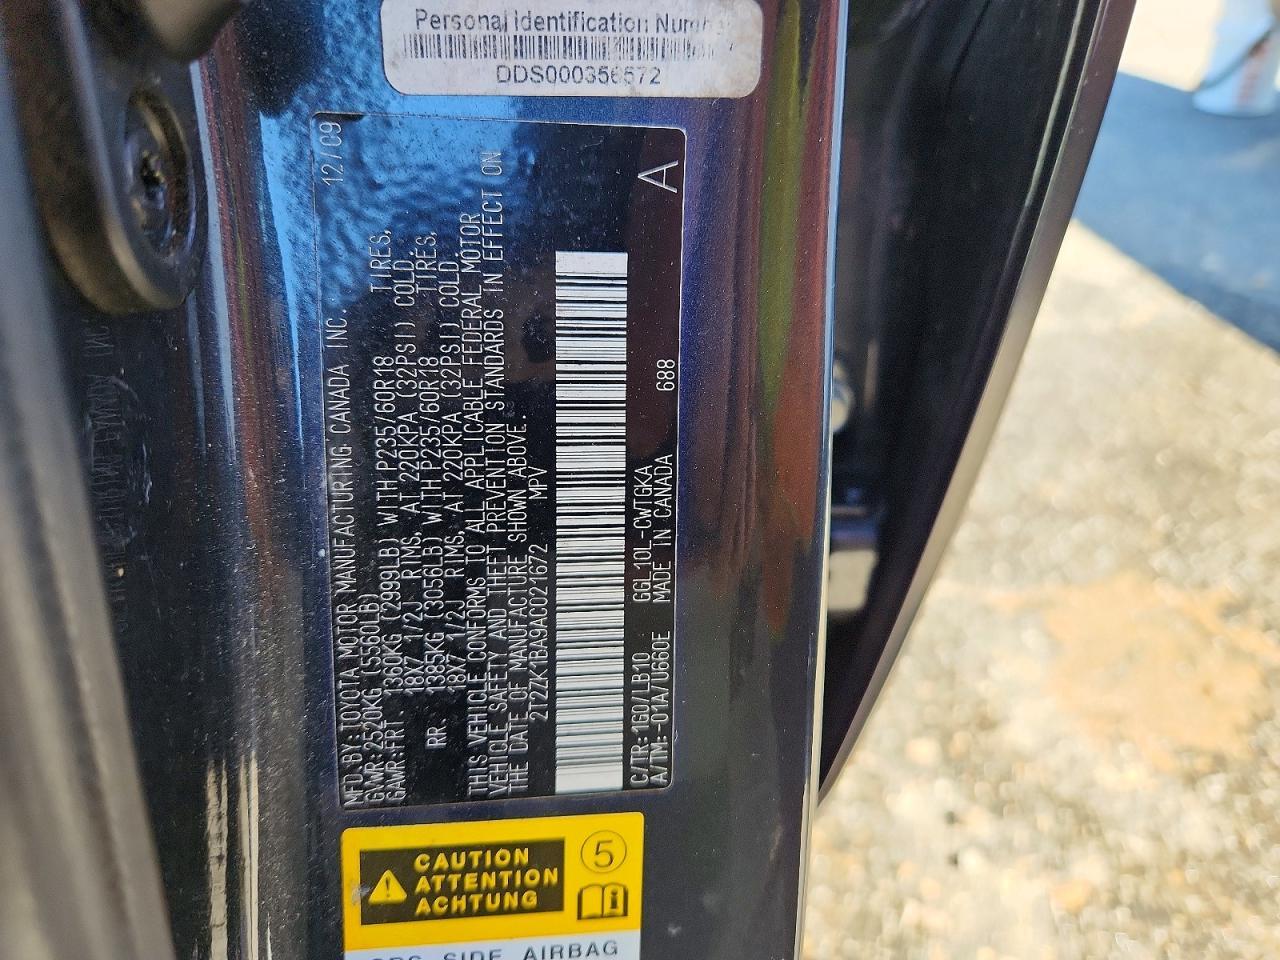 Personal Identification Number
DDS000356572
12/09
MFD.BY:TOYOTA MOTOR MANUFACTURING CANADA INC.
GVWR:2520KG(5560LB)
GAWR:FRT 1360KG(2999LB) WITH P235/60R18 TIRES,
18X7 1/2J RIMS, AT 220KPA (32PSI) COLD,
RR. 1385KG(3056LB) WITH P235/60R18 TIRES,
18X7 1/2J RIMS, AT 220KPA (32PSI) COLD.
THIS VEHICLE CONFORMS TO ALL APPLICABLE FEDERAL MOTOR
VEHICLE SAFETY AND THEFT PREVENTION STANDARDS IN EFFECT ON
THE DATE OF MANUFACTURE SHOWN ABOVE.
2T2ZK1BA9AC021672 MPV
C/TR:1G0/LB10 GGL10L-CWTGKA
A/TM:-01A/U660E MADE IN CANADA 688
A
CAUTION
ATTENTION
ACHTUNG
5
SIDE AIRBAG